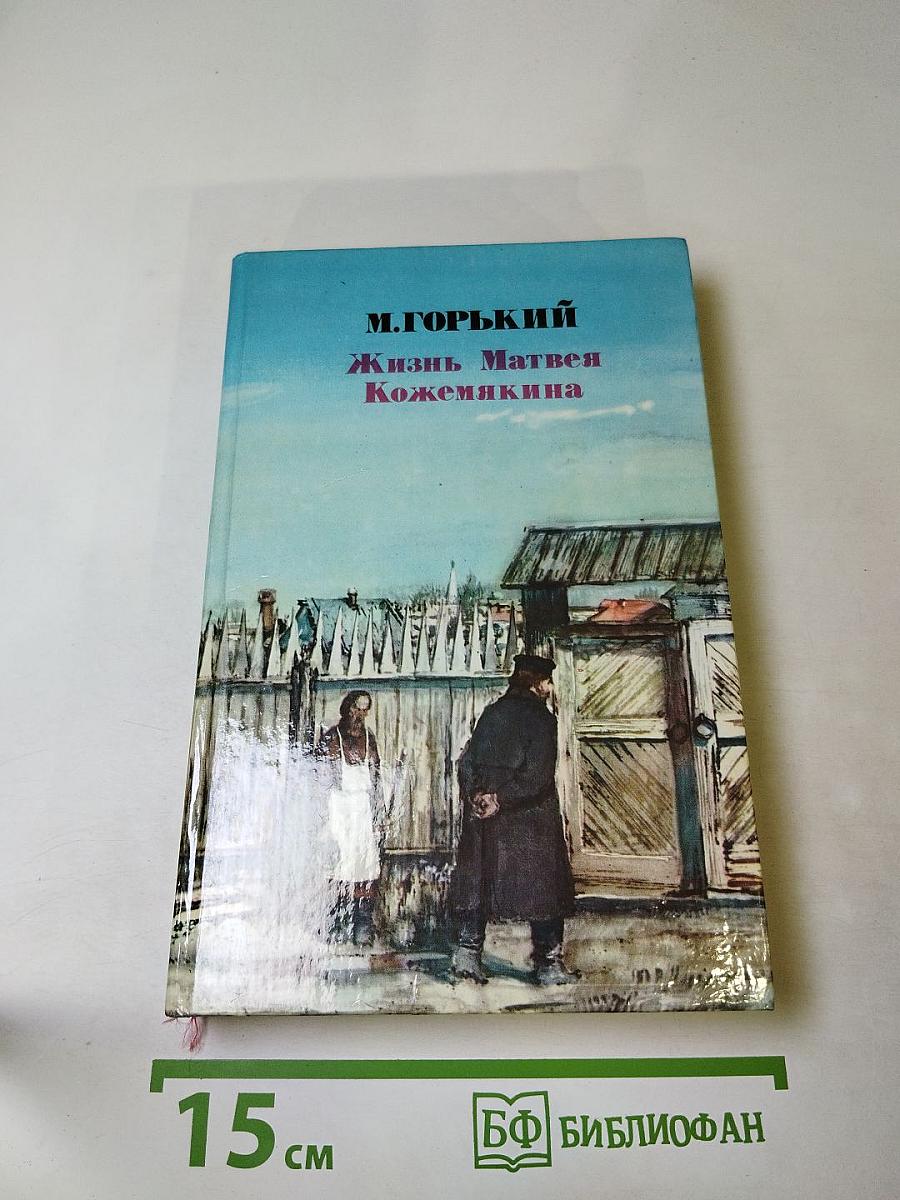 М.ГОРЬКИЙ
Жизнь Матвея
Кожемякина
15 см
БФ БИБЛИОФАН